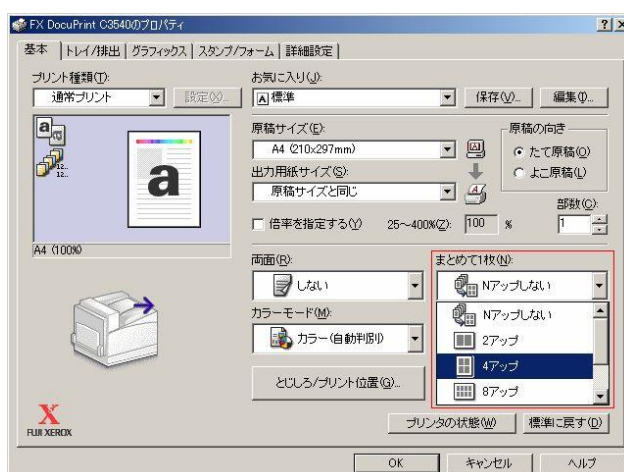 FX DocuPrint C3540のプロパティ
基本 トレイ/排出 グラフィックス スタンプ/フォーム 詳細設定
プリント種類(T):
通常プリント
設定(X)...
お気に入り(J):
標準
保存(V)...
編集(I)...
a
12..
12..
a
A4 (100%)
原稿サイズ(E):
A4 (210x297mm)
出力用紙サイズ(S):
原稿サイズと同じ
原稿の向き
たて原稿(O)
よこ原稿(L)
倍率を指定する(Y) 25～400%(Z): 100 %
部数(C):
1
両面(R):
しない
カラーモード(M):
カラー(自動判別)
とじしろ/プリント位置(G)...
まとめて1枚(N):
Nアップしない
Nアップしない
2アップ
4アップ
8アップ
X
FUJI XEROX
プリンタの状態(W)
標準に戻す(D)
OK キャンセル ヘルプ